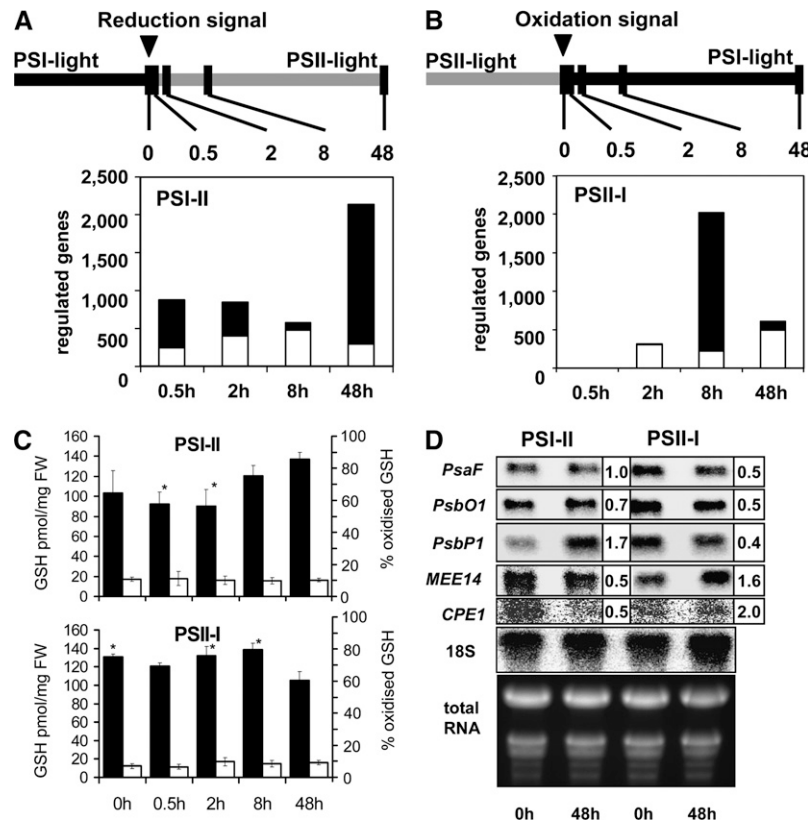 A
Reduction signal
PSI-light
PSII-light
0 0.5 2 8 48
2,500
2,000
1,500
1,000
500
0
regulated genes
PSI-II
0.5h 2h 8h 48h
B
Oxidation signal
PSII-light
PSI-light
0 0.5 2 8 48
2,500
2,000
1,500
1,000
500
0
regulated genes
PSII-I
0.5h 2h 8h 48h
C
PSI-II
160
140
120
100
80
60
40
20
0
GSH pmol/mg FW
* *
100
80
60
40
20
0
% oxidised GSH
PSII-I
140
120
100
80
60
40
20
0
GSH pmol/mg FW
* * *
100
80
60
40
20
0
% oxidised GSH
0h 0.5h 2h 8h 48h
D
PSI-II PSII-I
PsaF 1.0 0.5
PsbO1 0.7 0.5
PsbP1 1.7 0.4
MEE14 0.5 1.6
CPE1 0.5 2.0
18S
total
RNA
0h 48h 0h 48h